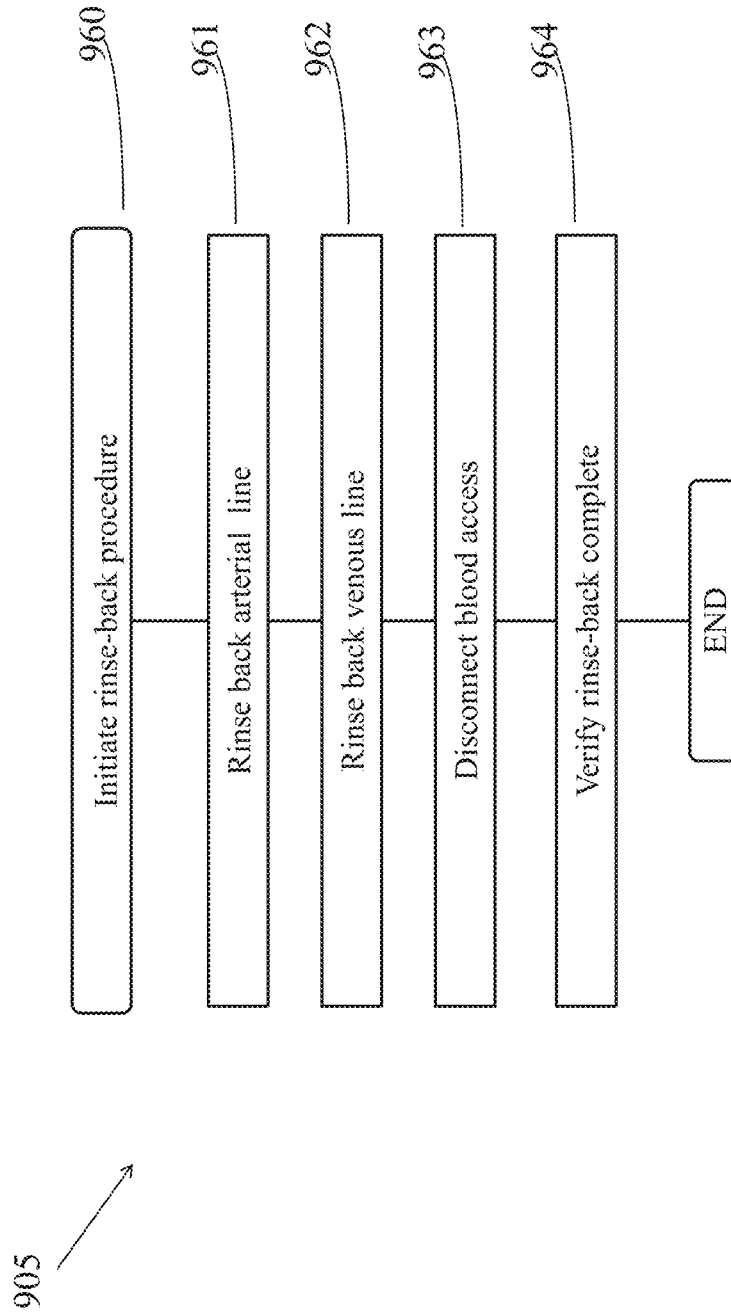 905
Initiate rinse-back procedure
960
Rinse back arterial line
961
Rinse back venous line
962
Disconnect blood access
963
Verify rinse-back complete
964
END